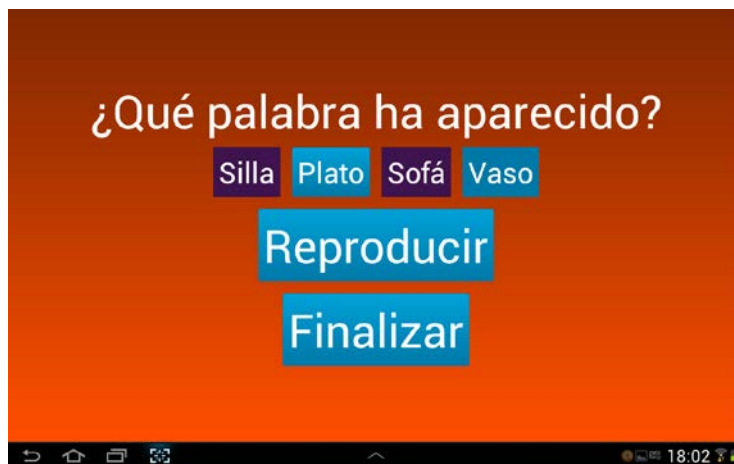 ¿Qué palabra ha aparecido?
Silla Plato Sofá Vaso
Reproducir
Finalizar
18:02